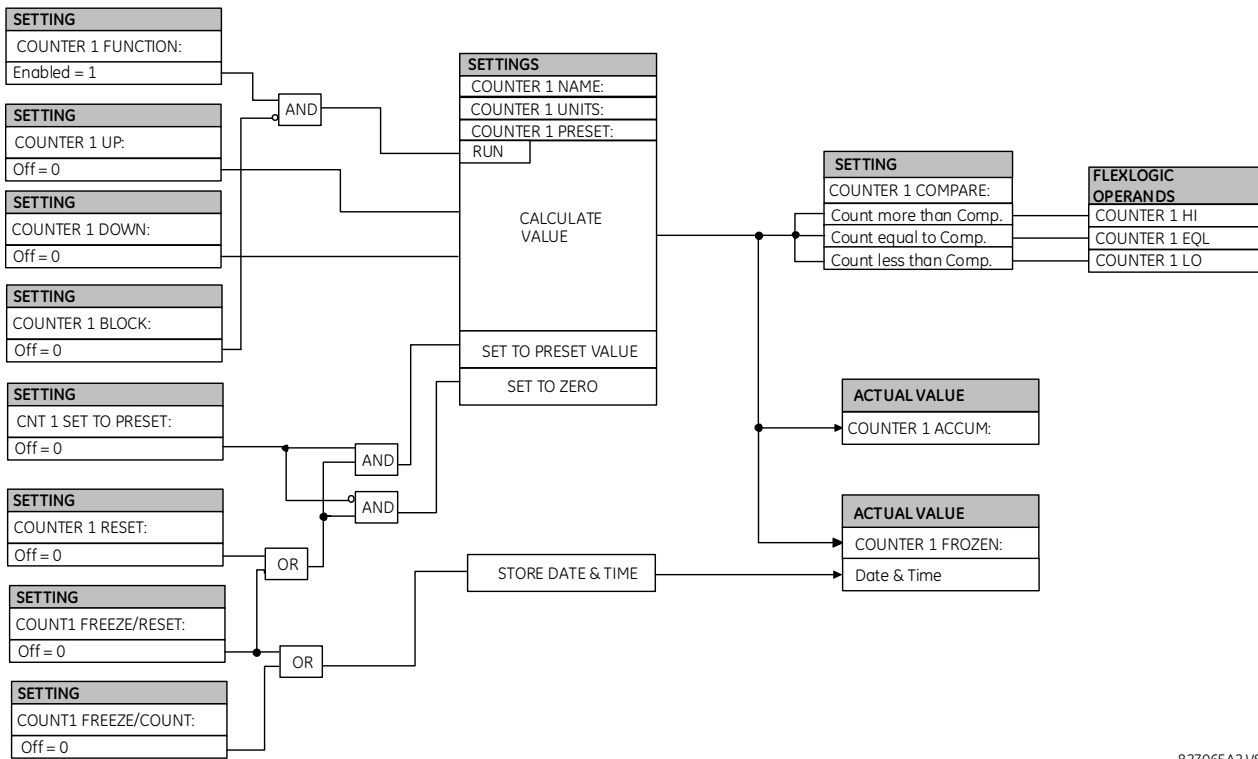 SETTING
COUNTER 1 FUNCTION:
Enabled = 1
SETTING
COUNTER 1 UP:
Off = 0
SETTING
COUNTER 1 DOWN:
Off = 0
SETTING
COUNTER 1 BLOCK:
Off = 0
SETTING
CNT 1 SET TO PRESET:
Off = 0
SETTING
COUNTER 1 RESET:
Off = 0
SETTING
COUNT1 FREEZE/RESET:
Off = 0
SETTING
COUNT1 FREEZE/COUNT:
Off = 0
AND
AND
AND
OR
OR
SETTINGS
COUNTER 1 NAME:
COUNTER 1 UNITS:
COUNTER 1 PRESET:
RUN
CALCULATE
VALUE
SET TO PRESET VALUE
SET TO ZERO
STORE DATE & TIME
SETTING
COUNTER 1 COMPARE:
Count more than Comp.
Count equal to Comp.
Count less than Comp.
FLEXLOGIC
OPERANDS
COUNTER 1 HI
COUNTER 1 EQL
COUNTER 1 LO
ACTUAL VALUE
COUNTER 1 ACCUM:
ACTUAL VALUE
COUNTER 1 FROZEN:
Date & Time